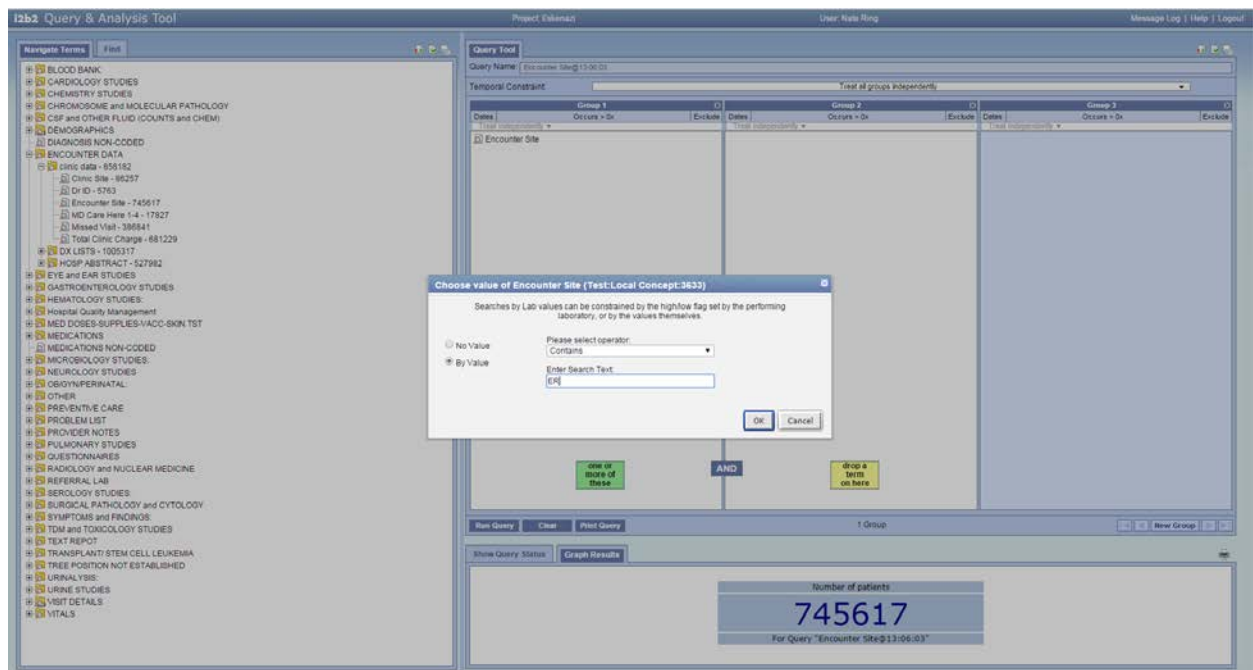 i2b2 Query & Analysis Tool
Project: Eskenazi
User: Nate Ring
Message Log | Help | Logout
Navigate Terms
Find
BLOOD BANK:
CARDIOLOGY STUDIES
CHEMISTRY STUDIES
CHROMOSOME and MOLECULAR PATHOLOGY
CSF and OTHER FLUID (COUNTS and CHEM)
DEMOGRAPHICS
DIAGNOSIS NON-CODED
ENCOUNTER DATA
clinic data - 656182
Clinic Site - 86257
Dr ID - 5763
Encounter Site - 745617
MD Care Here 1-4 - 17827
Missed Visit - 386841
Total Clinic Charge - 681229
DX LISTS - 1005317
HOSP ABSTRACT - 527982
EYE and EAR STUDIES
GASTROENTEROLOGY STUDIES
HEMATOLOGY STUDIES:
Hospital Quality Management
MED DOSES-SUPPLIES-VACC-SKIN TST
MEDICATIONS
MEDICATIONS NON-CODED
MICROBIOLOGY STUDIES:
NEUROLOGY STUDIES
OB/GYN/PERINATAL:
OTHER
PREVENTIVE CARE
PROBLEM LIST
PROVIDER NOTES
PULMONARY STUDIES
QUESTIONNAIRES
RADIOLOGY and NUCLEAR MEDICINE
REFERRAL LAB
SEROLOGY STUDIES
SURGICAL PATHOLOGY and CYTOLOGY
SYMPTOMS and FINDINGS:
TDM and TOXICOLOGY STUDIES
TEXT REPOT
TRANSPLANT/ STEM CELL LEUKEMIA
TREE POSITION NOT ESTABLISHED
URINALYSIS:
URINE STUDIES
VISIT DETAILS
VITALS
Query Tool
Query Name: Encounter Site@13:06:03
Temporal Constraint: Treat all groups independently
Group 1
Group 2
Group 3
Dates Occurs > 0x Exclude
Dates Occurs > 0x Exclude
Dates Occurs > 0x Exclude
Treat Independently
Treat Independently
Treat Independently
Encounter Site
Choose value of Encounter Site (Test:Local Concept:3633)
Searches by Lab values can be constrained by the high/low flag set by the performing
laboratory, or by the values themselves.
No Value
By Value
Please select operator:
Contains
Enter Search Text:
ER
OK
Cancel
one or
more of
these
AND
drop a
term
on here
Run Query
Clear
Print Query
1 Group
New Group
Show Query Status
Graph Results
Number of patients
745617
For Query "Encounter Site@13:06:03"